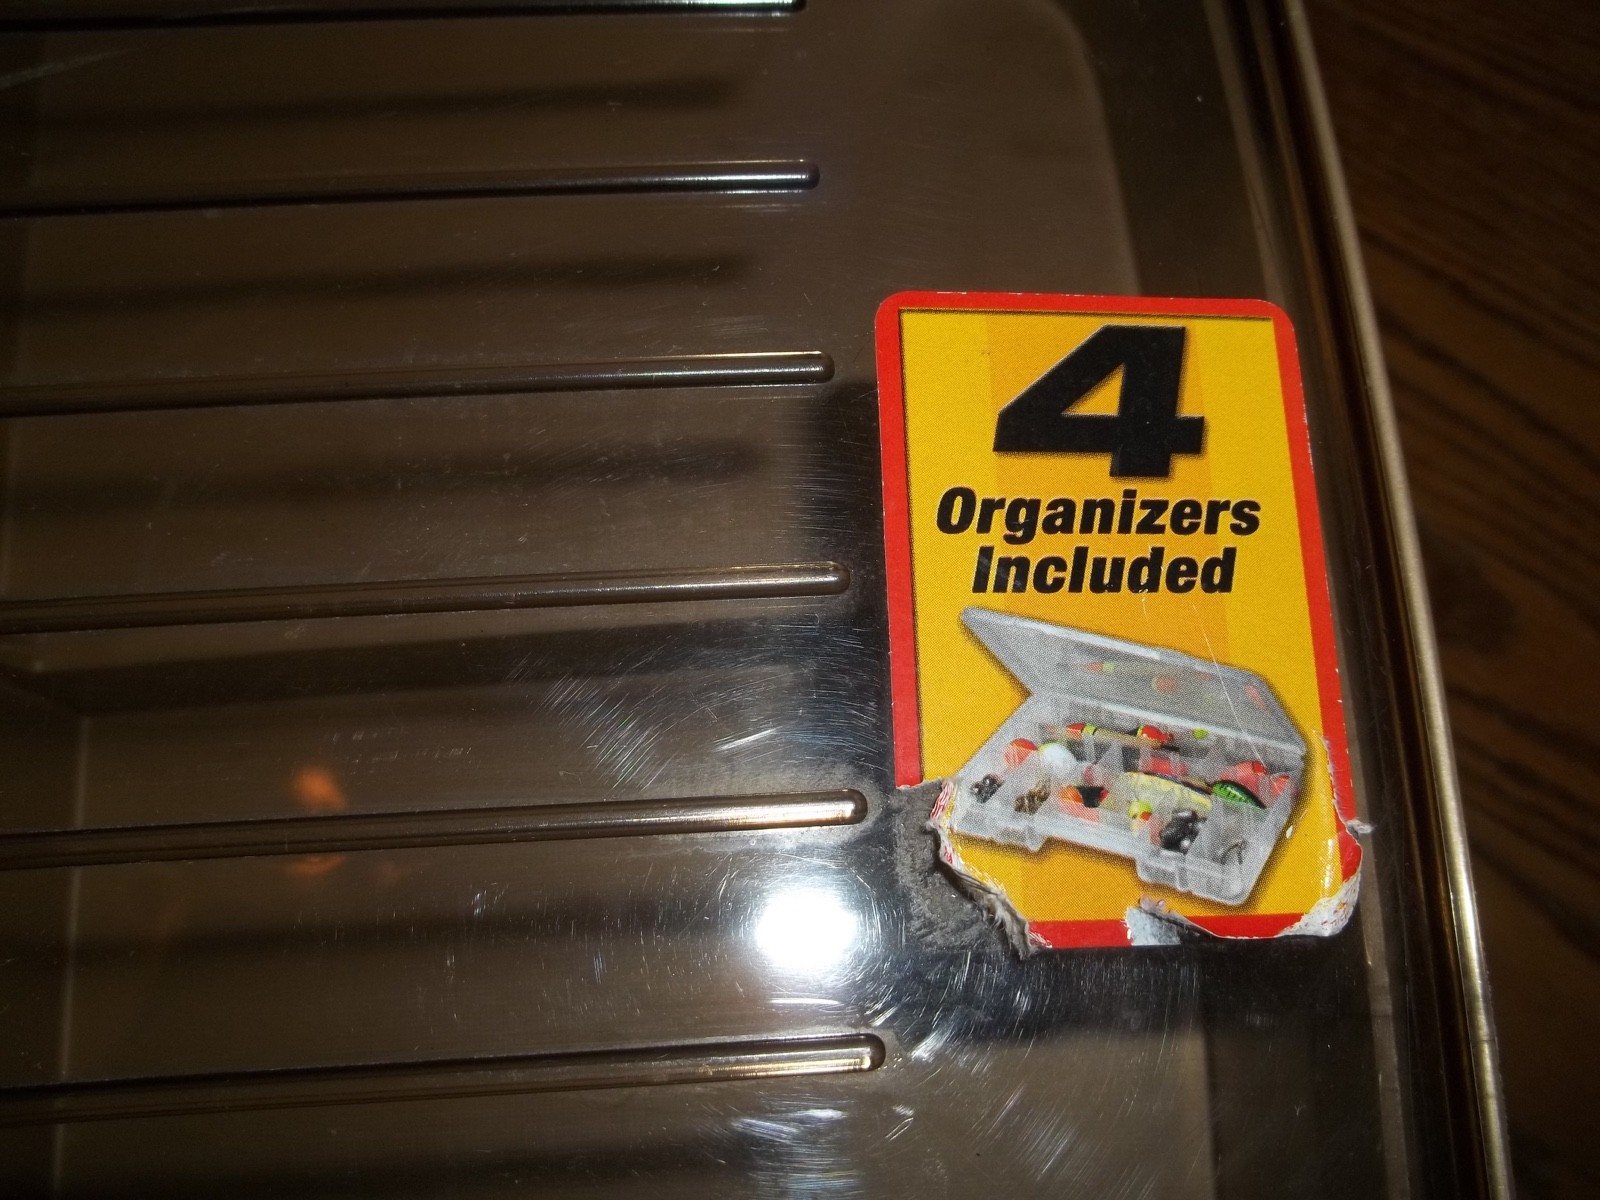 4
Organizers
Included